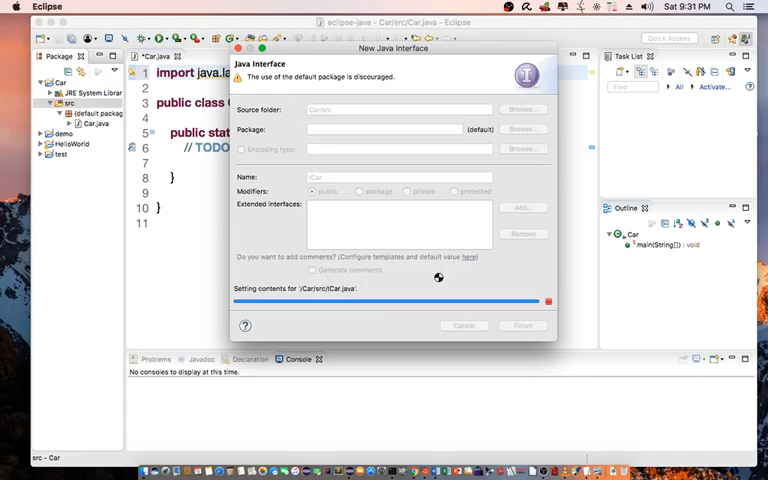 Eclipse
Sat 9:31 PM
eclipse-java - Car/src/Car.java - Eclipse
Quick Access
Package
*Car.java
New Java Interface
Task List
Java Interface
The use of the default package is discouraged.
Car
JRE System Librar
src
(default packag
Car.java
demo
HelloWorld
test
1 import java.la
2
3 public class C
4
5 public stat
6 // TODO
7
8 }
9
10 }
11
Source folder:
Car/src
Browse...
Package:
(default)
Browse...
Enclosing type:
Browse...
Name:
ICar
Modifiers:
public
package
private
protected
Extended interfaces:
Add...
Remove
Do you want to add comments? (Configure templates and default value here)
Generate comments
Setting contents for '/Car/src/ICar.java'.
Cancel
Finish
Find
All
Activate...
Outline
Car
main(String[]) : void
Problems
Javadoc
Declaration
Console
No consoles to display at this time.
src - Car